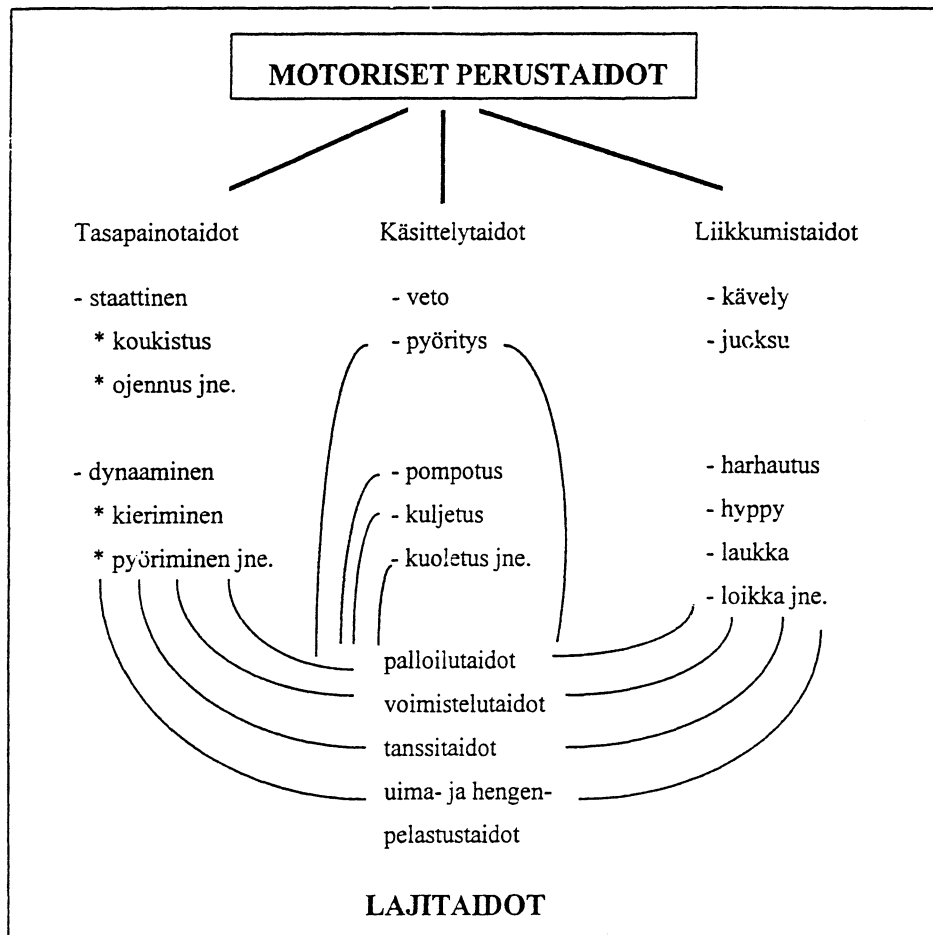 MOTORISET PERUSTAIDOT
Tasapainotaidot
- staattinen
* koukistus
* ojennus jne.
- dynaaminen
* kieriminen
* pyöriminen jne.
Käsittelytaidot
- veto
- pyöritys
- pompotus
- kuljetus
- kuoletus jne.
Liikkumistaidot
- kävely
- juoksu
- harhautus
- hyppy
- laukka
- loikka jne.
palloilutaidot
voimistelutaidot
tanssitaidot
uima- ja hengen-
pelastustaidot
LAJITAIDOT